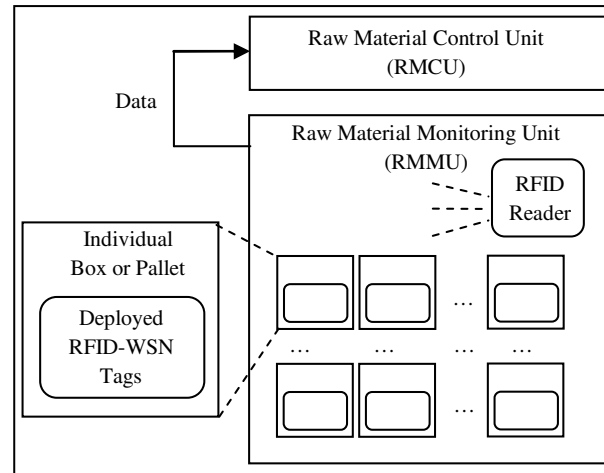 Raw Material Control Unit
(RMCU)
Data
Raw Material Monitoring Unit
(RMMU)
RFID
Reader
Individual
Box or Pallet
Deployed
RFID-WSN
Tags
...
... ... ... ...
...